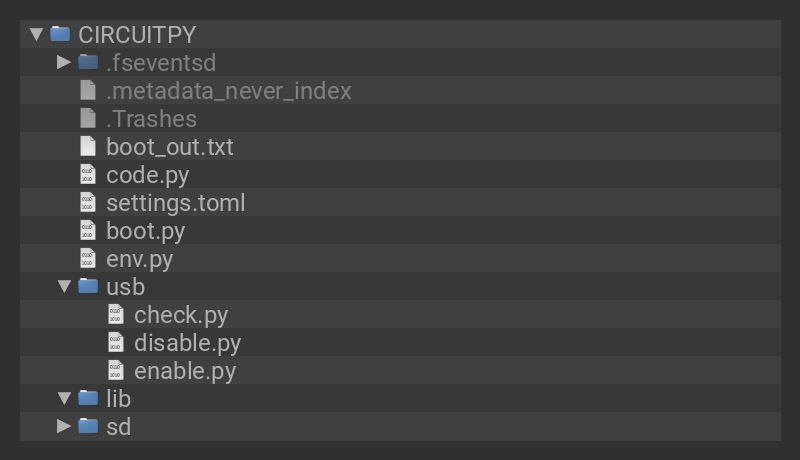 CIRCUITPY
.fseventsd
.metadata_never_index
.Trashes
boot_out.txt
code.py
settings.toml
boot.py
env.py
usb
check.py
disable.py
enable.py
lib
sd